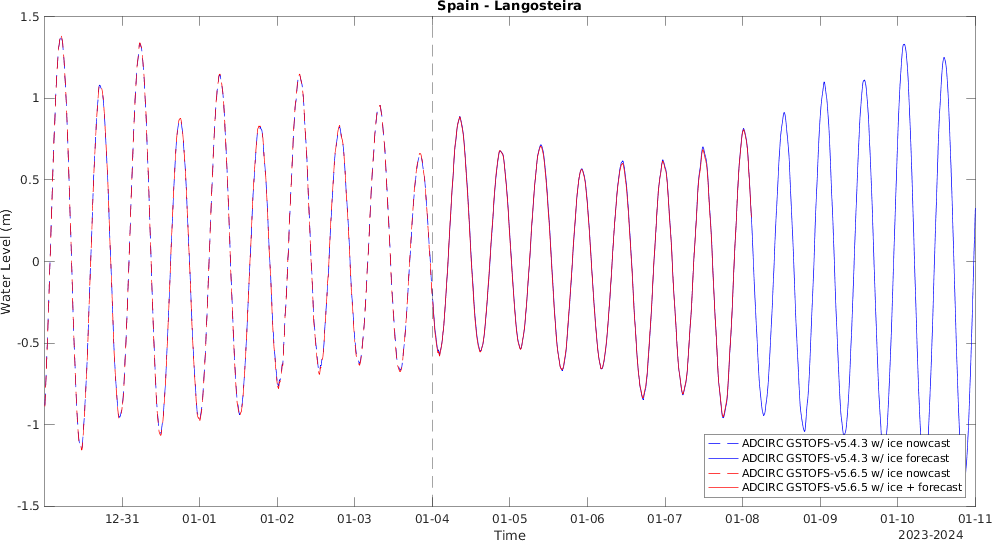 Spain - Langosteira
1.5
1
0.5
0
-0.5
-1
-1.5
Water Level (m)
ADCIRC GSTOFS-v5.4.3 w/ ice nowcast
ADCIRC GSTOFS-v5.4.3 w/ ice forecast
ADCIRC GSTOFS-v5.6.5 w/ ice nowcast
ADCIRC GSTOFS-v5.6.5 w/ ice + forecast
12-31 01-01 01-02 01-03 01-04 01-05 01-06 01-07 01-08 01-09 01-10 01-11
Time
2023-2024